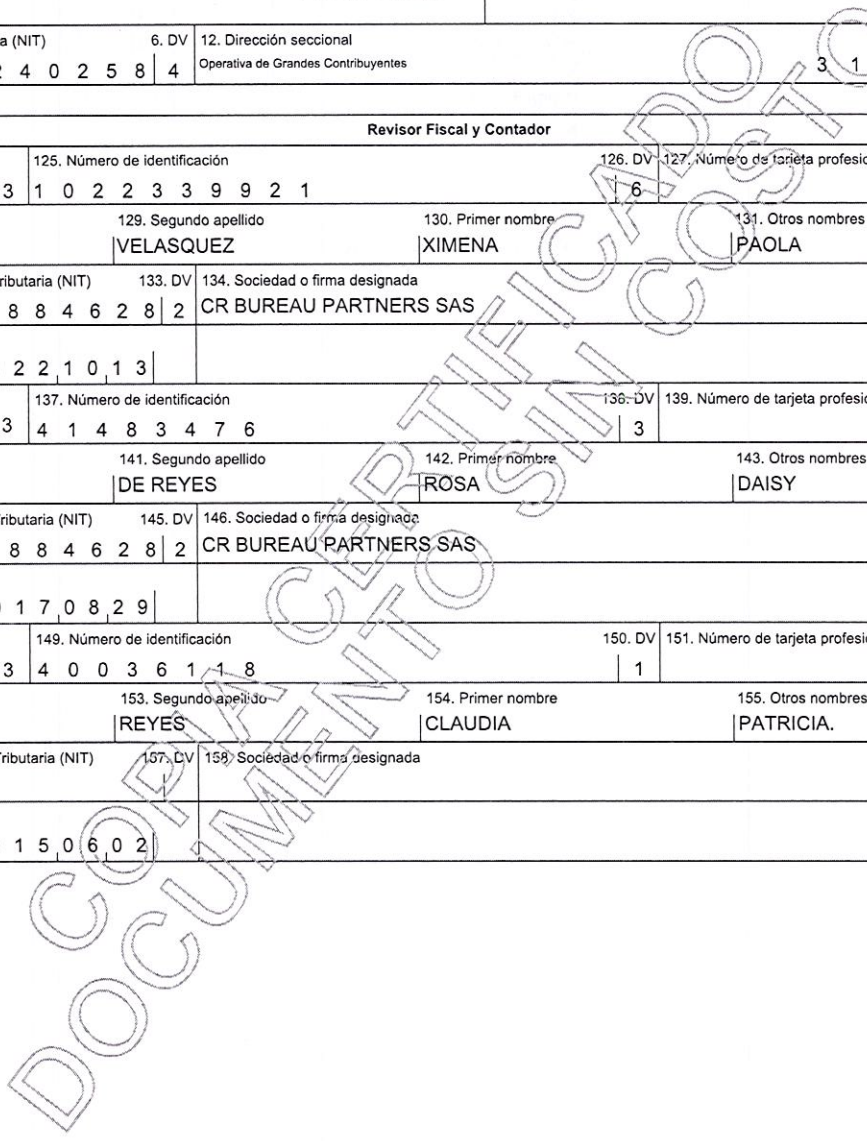 a (NIT) 6. DV 12. Dirección seccional
2 4 0 2 5 8 4 Operativa de Grandes Contribuyentes 3 1
Revisor Fiscal y Contador
125. Número de identificación 126. DV 127. Número de tarjeta profesio
3 1 0 2 2 3 3 9 9 2 1 6
129. Segundo apellido 130. Primer nombre 131. Otros nombres
VELASQUEZ XIMENA PAOLA
ributaria (NIT) 133. DV 134. Sociedad o firma designada
8 8 4 6 2 8 2 CR BUREAU PARTNERS SAS
2 2 1 0 1 3
137. Número de identificación 138. DV 139. Número de tarjeta profesio
3 4 1 4 8 3 4 7 6 3
141. Segundo apellido 142. Primer nombre 143. Otros nombres
DE REYES ROSA DAISY
ributaria (NIT) 145. DV 146. Sociedad o firma designada
8 8 4 6 2 8 2 CR BUREAU PARTNERS SAS
1 7 0 8 2 9
149. Número de identificación 150. DV 151. Número de tarjeta profesio
3 4 0 0 3 6 1 1 8 1
153. Segundo apellido 154. Primer nombre 155. Otros nombres
REYES CLAUDIA PATRICIA.
ributaria (NIT) 157. DV 158. Sociedad o firma designada
1 5 0 6 0 2
COPIA CERTIFICADO
DOCUMENTO SIN COSTO